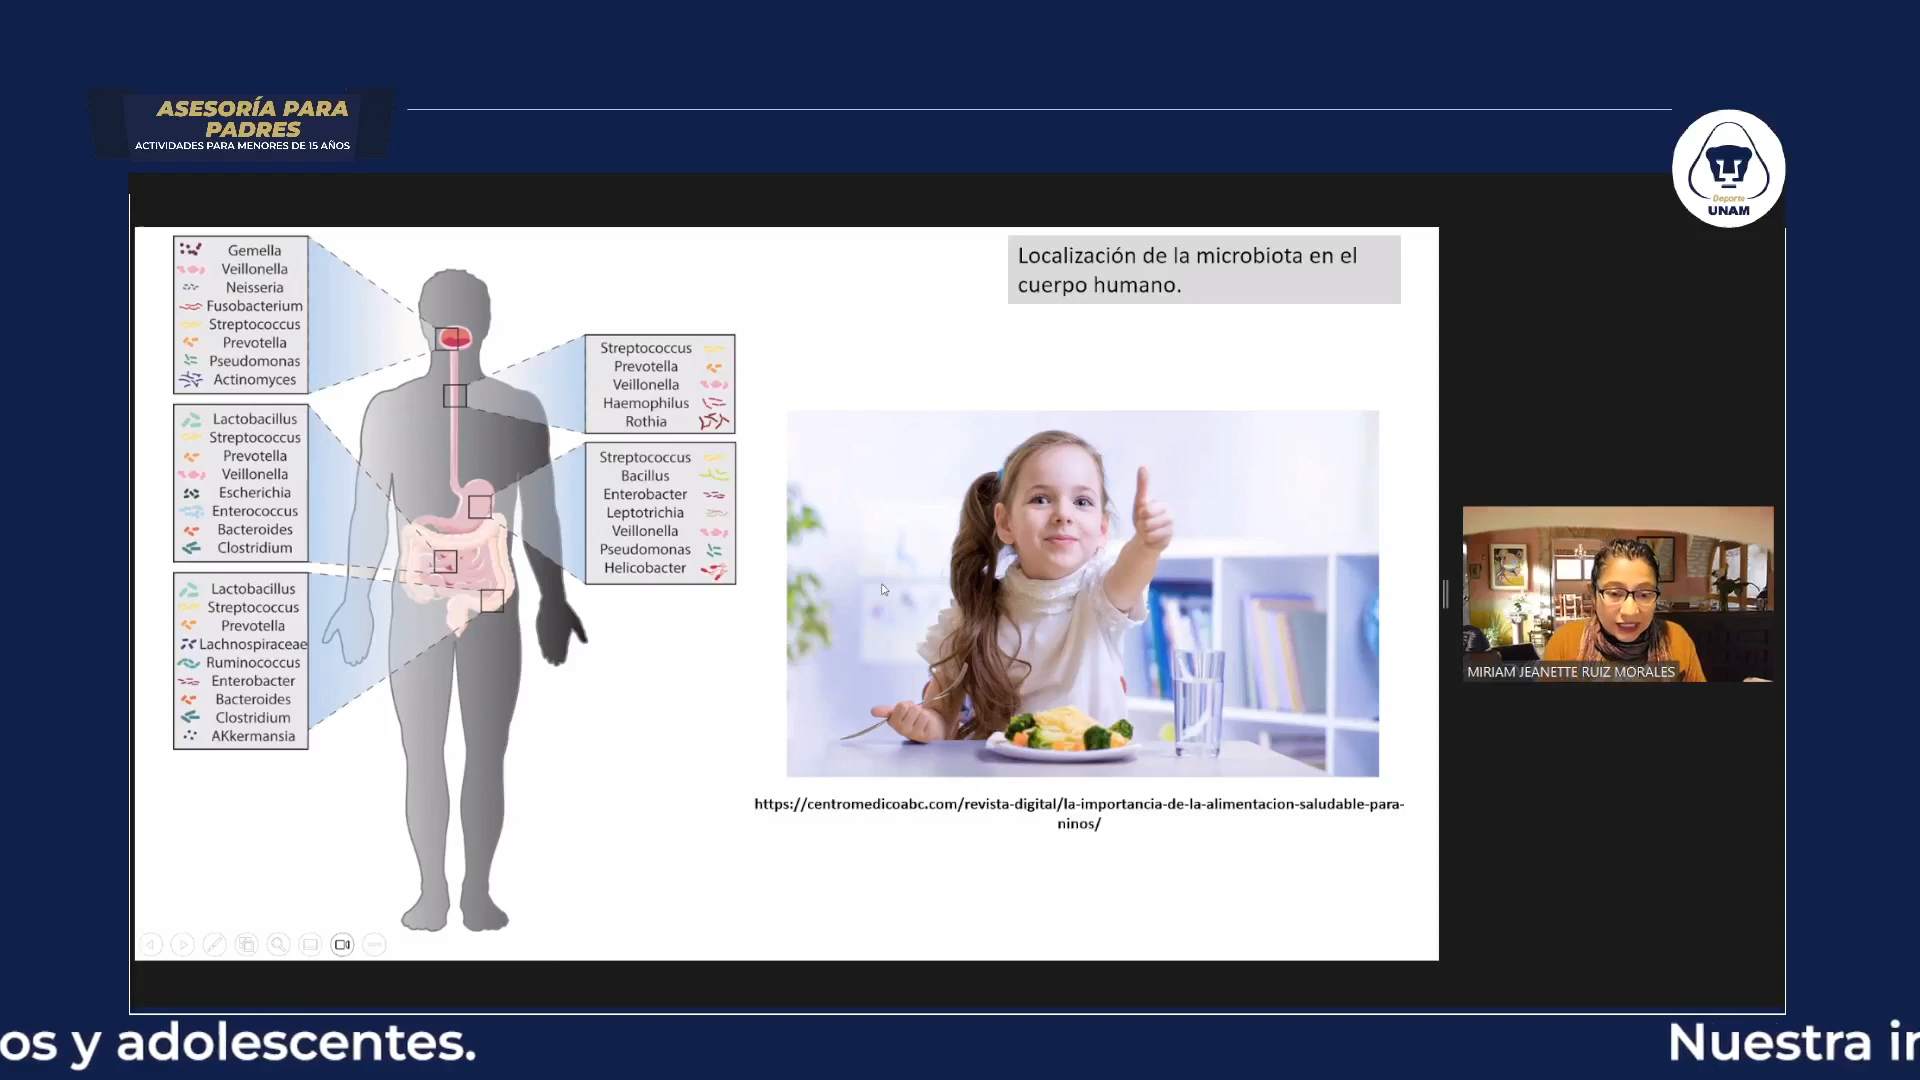 ASESORÍA PARA
PADRES
ACTIVIDADES PARA MENORES DE 15 AÑOS
Deporte
UNAM
Localización de la microbiota en el
cuerpo humano.
Gemella
Veillonella
Neisseria
Fusobacterium
Streptococcus
Prevotella
Pseudomonas
Actinomyces
Lactobacillus
Streptococcus
Prevotella
Veillonella
Escherichia
Enterococcus
Bacteroides
Clostridium
Lactobacillus
Streptococcus
Prevotella
Lachnospiraceae
Ruminococcus
Enterobacter
Bacteroides
Clostridium
AKkermansia
Streptococcus
Prevotella
Veillonella
Haemophilus
Rothia
Streptococcus
Bacillus
Enterobacter
Leptotrichia
Veillonella
Pseudomonas
Helicobacter
https://centromedicoabc.com/revista-digital/la-importancia-de-la-alimentacion-saludable-para-
ninos/
MIRIAM JEANETTE RUIZ MORALES
os y adolescentes.
Nuestra in